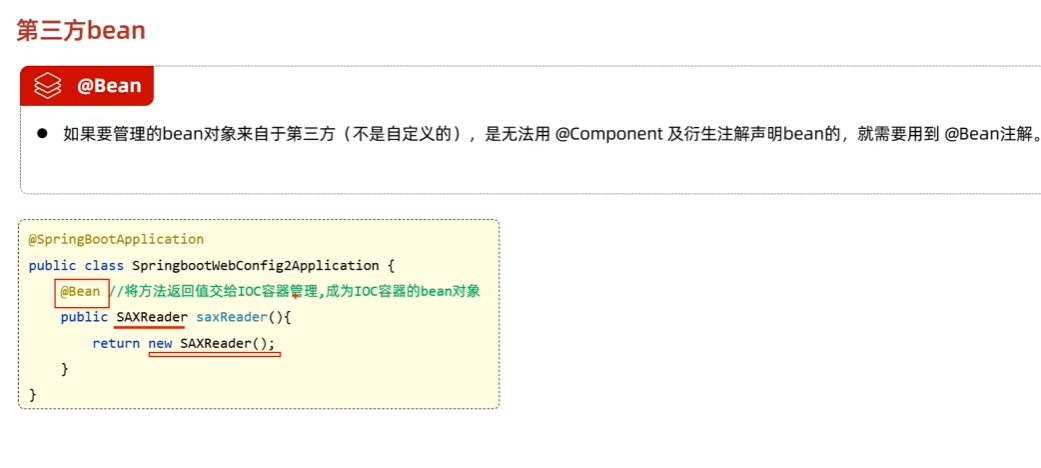 第三方bean
@Bean
● 如果要管理的bean对象来自于第三方（不是自定义的），是无法用 @Component 及衍生注解声明bean的，就需要用到 @Bean注解。
@SpringBootApplication
public class SpringbootWebConfig2Application {
@Bean //将方法返回值交给IOC容器管理,成为IOC容器的bean对象
public SAXReader saxReader(){
return new SAXReader();
}
}